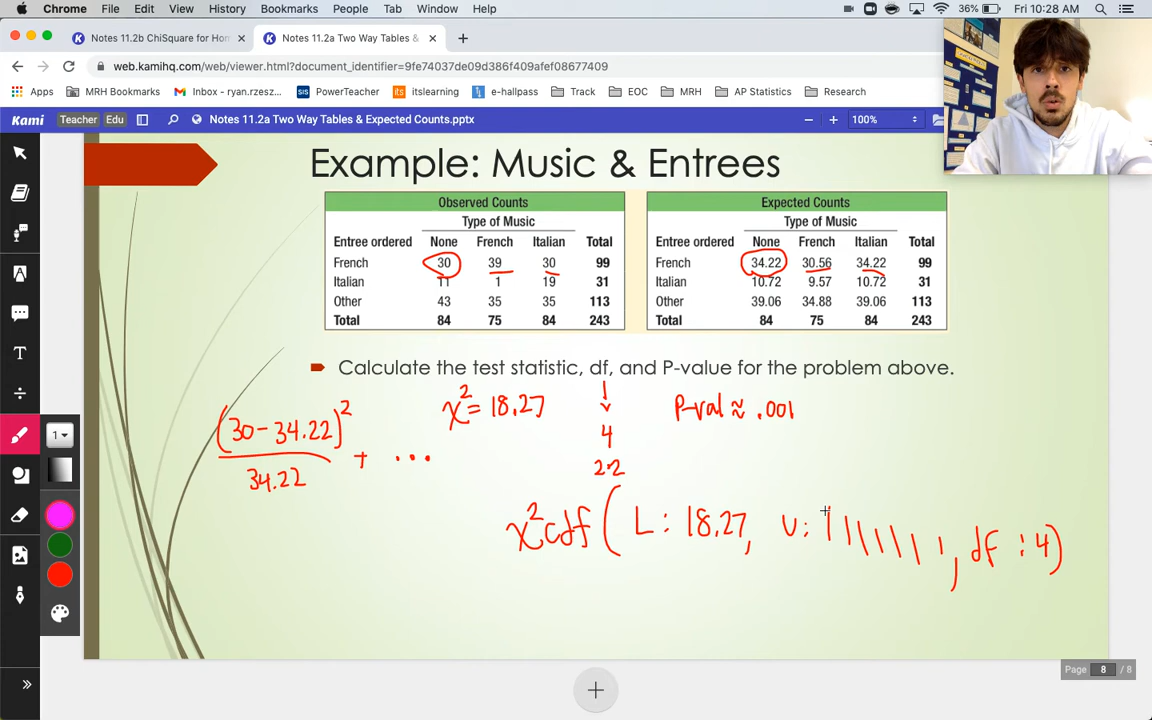 Chrome File Edit View History Bookmarks People Tab Window Help 36% Fri 10:28 AM
Notes 11.2b ChiSquare for Hom × Notes 11.2a Two Way Tables & × +
web.kamihq.com/web/viewer.html?document_identifier=9fe74037de09d386f409afef08677409
Apps MRH Bookmarks Inbox - ryan.rzesz... PowerTeacher itslearning e-hallpass Track EOC MRH AP Statistics Research
Kami Teacher Edu Notes 11.2a Two Way Tables & Expected Counts.pptx − + 100%
Example: Music & Entrees
Observed Counts
Type of Music
Entree ordered None French Italian Total
French 30 39 30 99
Italian 11 1 19 31
Other 43 35 35 113
Total 84 75 84 243
Expected Counts
Type of Music
Entree ordered None French Italian Total
French 34.22 30.56 34.22 99
Italian 10.72 9.57 10.72 31
Other 39.06 34.88 39.06 113
Total 84 75 84 243
Calculate the test statistic, df, and P-value for the problem above.
χ² = 18.27
4
2·2
P-val ≈ .001
(30 − 34.22)²
34.22
+ ...
χ²cdf( L: 18.27, U: 11111111, df: 4)
1
Page 8 / 8